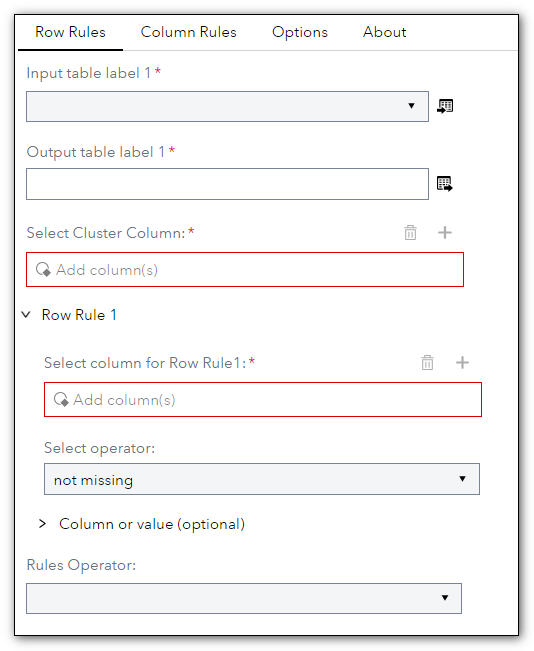 Row Rules Column Rules Options About
Input table label 1*
Output table label 1*
Select Cluster Column:*
Add column(s)
Row Rule 1
Select column for Row Rule1:*
Add column(s)
Select operator:
not missing
Column or value (optional)
Rules Operator: